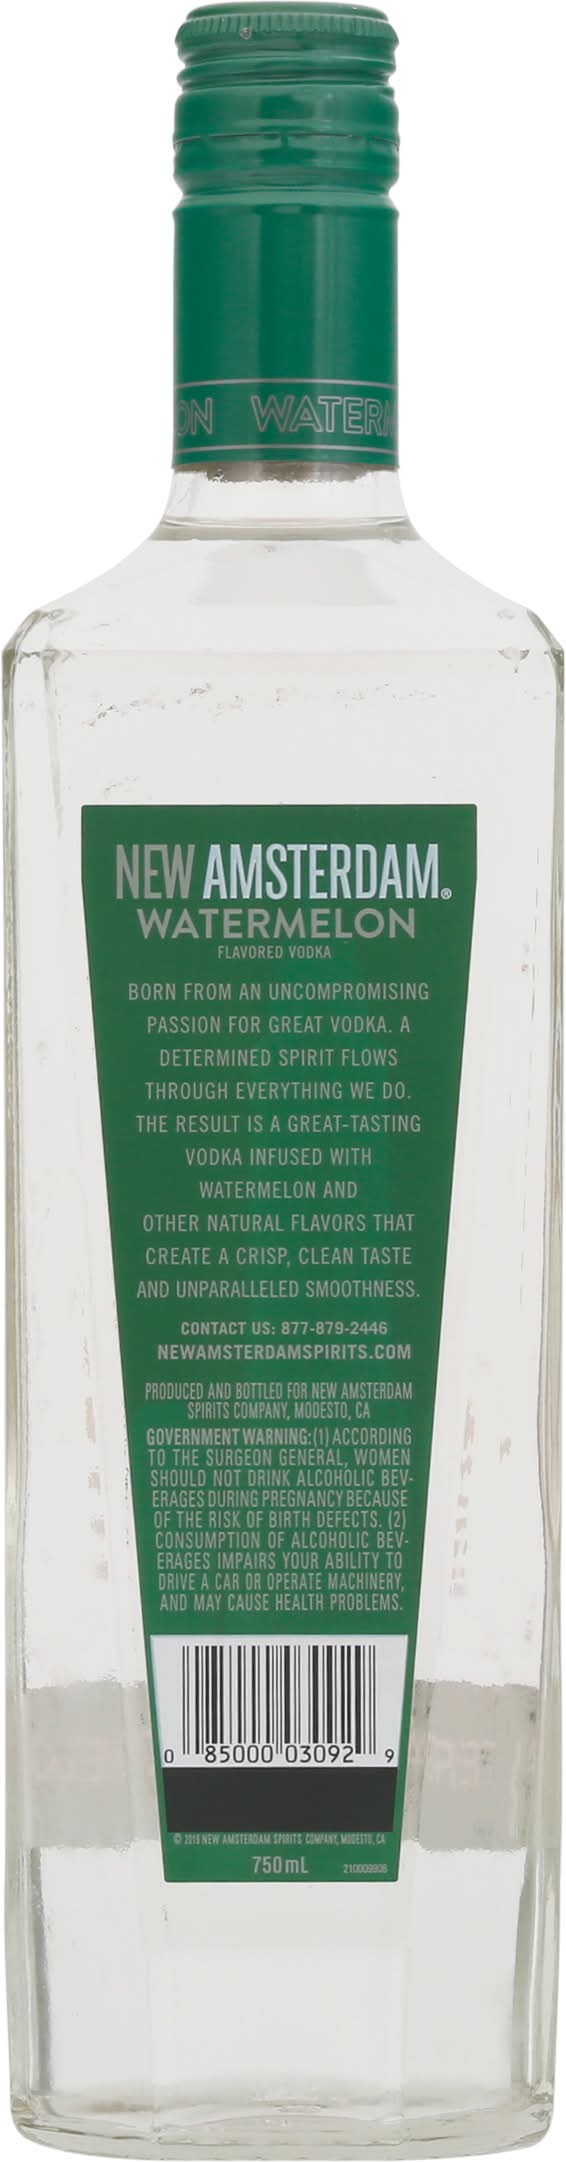 ON WATERM
NEW AMSTERDAM®
WATERMELON
FLAVORED VODKA
BORN FROM AN UNCOMPROMISING
PASSION FOR GREAT VODKA. A
DETERMINED SPIRIT FLOWS
THROUGH EVERYTHING WE DO.
THE RESULT IS A GREAT-TASTING
VODKA INFUSED WITH
WATERMELON AND
OTHER NATURAL FLAVORS THAT
CREATE A CRISP, CLEAN TASTE
AND UNPARALLELED SMOOTHNESS.
CONTACT US: 877-879-2446
NEWAMSTERDAMSPIRITS.COM
PRODUCED AND BOTTLED FOR NEW AMSTERDAM
SPIRITS COMPANY, MODESTO, CA
GOVERNMENT WARNING: (1) ACCORDING
TO THE SURGEON GENERAL, WOMEN
SHOULD NOT DRINK ALCOHOLIC BEV-
ERAGES DURING PREGNANCY BECAUSE
OF THE RISK OF BIRTH DEFECTS. (2)
CONSUMPTION OF ALCOHOLIC BEV-
ERAGES IMPAIRS YOUR ABILITY TO
DRIVE A CAR OR OPERATE MACHINERY,
AND MAY CAUSE HEALTH PROBLEMS.
0 85000 03092 9
© 2019 NEW AMSTERDAM SPIRITS COMPANY, MODESTO, CA
750mL 210009936